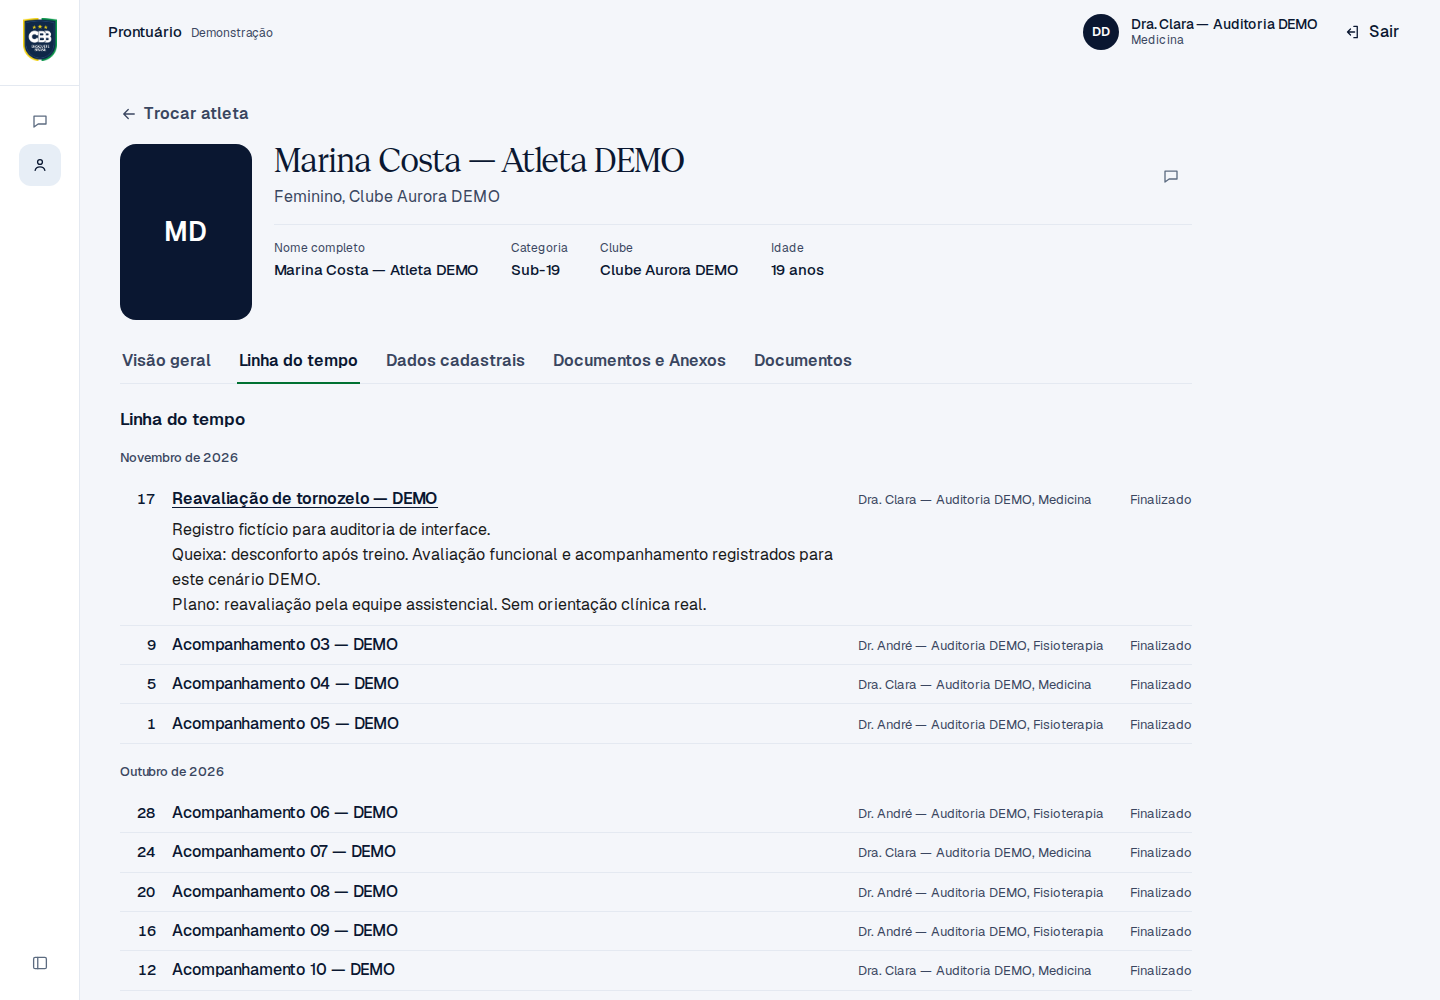 CBB
Prontuário Demonstração
DD
Dra. Clara — Auditoria DEMO
Medicina
Sair
Trocar atleta
MD
Marina Costa — Atleta DEMO
Feminino, Clube Aurora DEMO
Nome completo Categoria Clube Idade
Marina Costa — Atleta DEMO Sub-19 Clube Aurora DEMO 19 anos
Visão geral Linha do tempo Dados cadastrais Documentos e Anexos Documentos
Linha do tempo
Novembro de 2026
17 Reavaliação de tornozelo — DEMO Dra. Clara — Auditoria DEMO, Medicina Finalizado
Registro fictício para auditoria de interface.
Queixa: desconforto após treino. Avaliação funcional e acompanhamento registrados para
este cenário DEMO.
Plano: reavaliação pela equipe assistencial. Sem orientação clínica real.
9 Acompanhamento 03 — DEMO Dr. André — Auditoria DEMO, Fisioterapia Finalizado
5 Acompanhamento 04 — DEMO Dra. Clara — Auditoria DEMO, Medicina Finalizado
1 Acompanhamento 05 — DEMO Dr. André — Auditoria DEMO, Fisioterapia Finalizado
Outubro de 2026
28 Acompanhamento 06 — DEMO Dr. André — Auditoria DEMO, Fisioterapia Finalizado
24 Acompanhamento 07 — DEMO Dra. Clara — Auditoria DEMO, Medicina Finalizado
20 Acompanhamento 08 — DEMO Dr. André — Auditoria DEMO, Fisioterapia Finalizado
16 Acompanhamento 09 — DEMO Dr. André — Auditoria DEMO, Fisioterapia Finalizado
12 Acompanhamento 10 — DEMO Dra. Clara — Auditoria DEMO, Medicina Finalizado